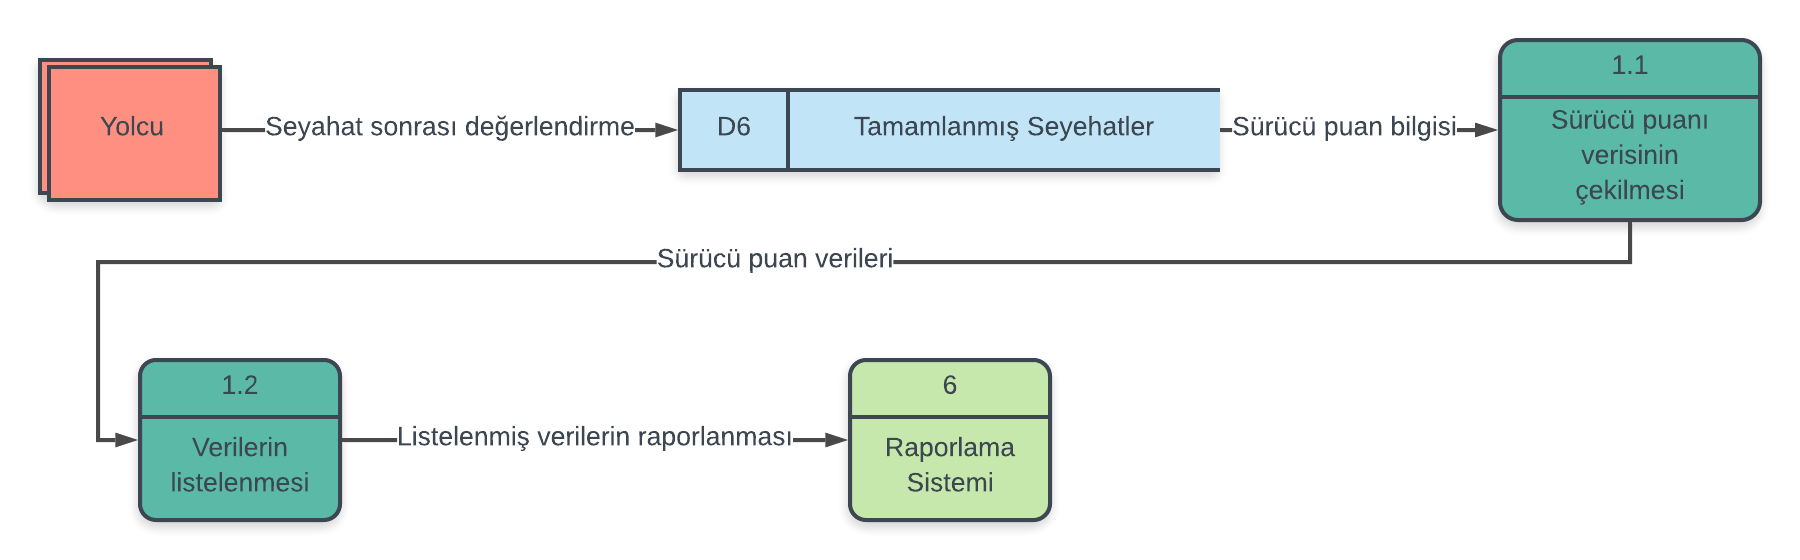 Yolcu
Seyahat sonrası değerlendirme
D6
Tamamlanmış Seyehatler
Sürücü puan bilgisi
1.1
Sürücü puanı
verisinin
çekilmesi
Sürücü puan verileri
1.2
Verilerin
listelenmesi
Listelenmiş verilerin raporlanması
6
Raporlama
Sistemi